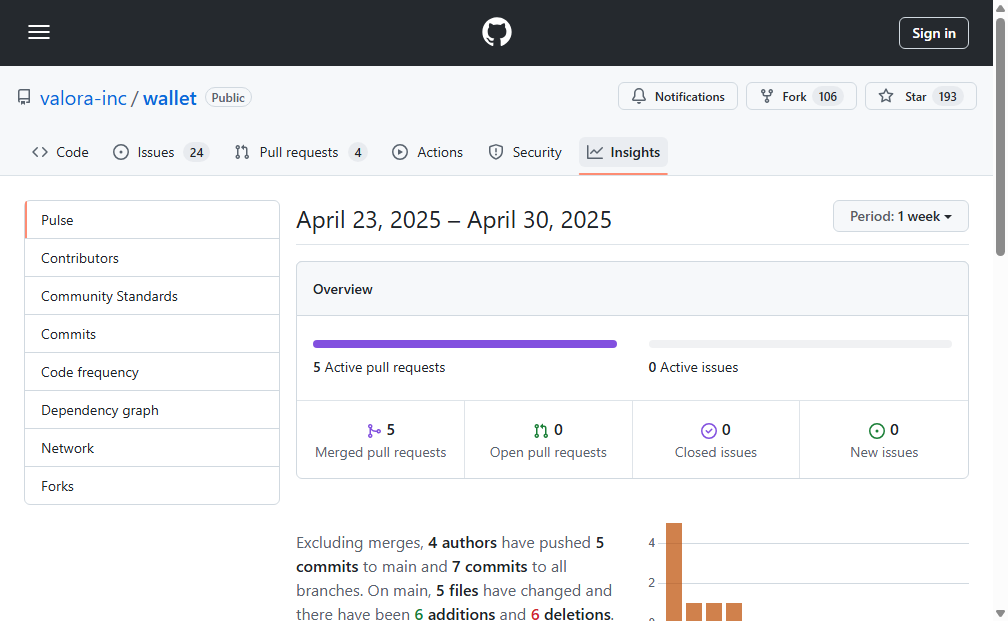 Sign in
valora-inc / wallet Public
Notifications Fork 106 Star 193
Code Issues 24 Pull requests 4 Actions Security Insights
Pulse
Contributors
Community Standards
Commits
Code frequency
Dependency graph
Network
Forks
April 23, 2025 – April 30, 2025
Period: 1 week
Overview
5 Active pull requests
0 Active issues
5
Merged pull requests
0
Open pull requests
0
Closed issues
0
New issues
Excluding merges, 4 authors have pushed 5
commits to main and 7 commits to all
branches. On main, 5 files have changed and
there have been 6 additions and 6 deletions.
4
2
0